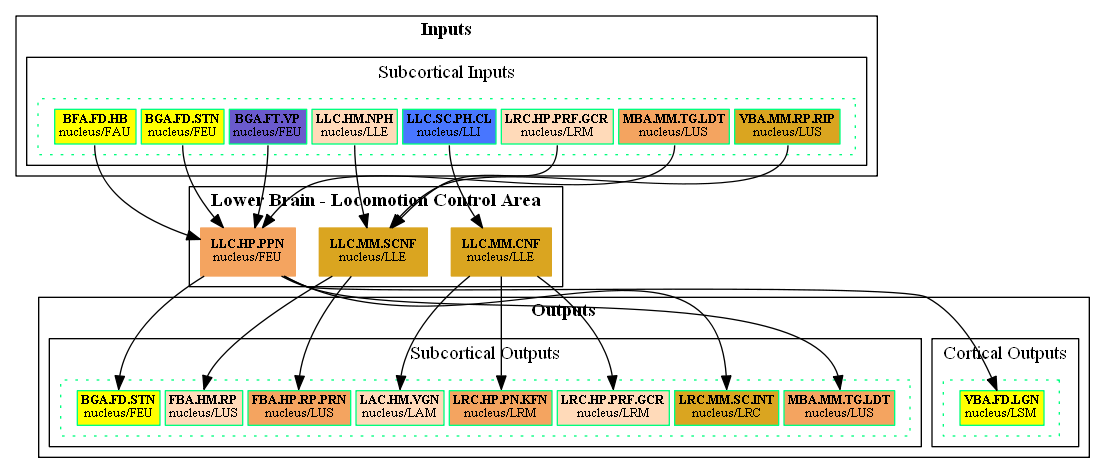 Inputs
Subcortical Inputs
BFA.FD.HB
nucleus/FAU
BGA.FD.STN
nucleus/FEU
BGA.FT.VP
nucleus/FEU
LLC.HM.NPH
nucleus/LLE
LLC.SC.PH.CL
nucleus/LLI
LRC.HP.PRF.GCR
nucleus/LRM
MBA.MM.TG.LDT
nucleus/LUS
VBA.MM.RP.RIP
nucleus/LUS
Lower Brain - Locomotion Control Area
LLC.HP.PPN
nucleus/FEU
LLC.MM.SCNF
nucleus/LLE
LLC.MM.CNF
nucleus/LLE
Outputs
Subcortical Outputs
BGA.FD.STN
nucleus/FEU
FBA.HM.RP
nucleus/LUS
FBA.HP.RP.PRN
nucleus/LUS
LAC.HM.VGN
nucleus/LAM
LRC.HP.PN.KFN
nucleus/LRM
LRC.HP.PRF.GCR
nucleus/LRM
LRC.MM.SC.INT
nucleus/LRC
MBA.MM.TG.LDT
nucleus/LUS
Cortical Outputs
VBA.FD.LGN
nucleus/LSM